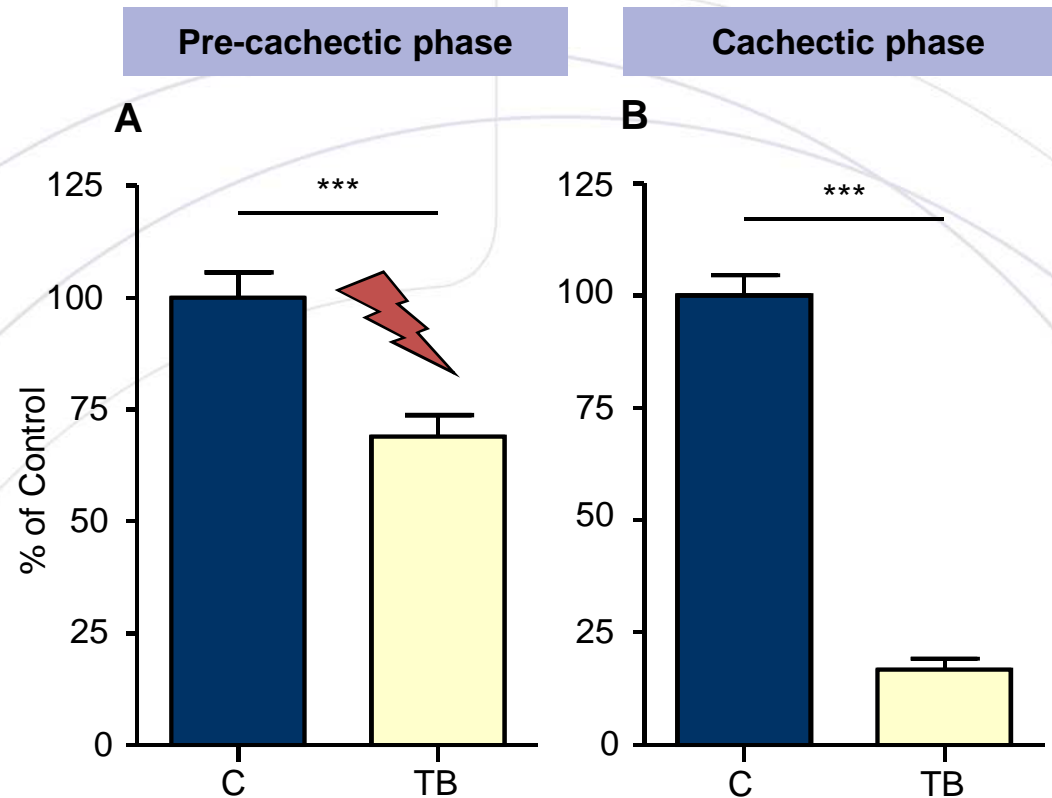 Pre-cachectic phase
Cachectic phase
A
B
% of Control
125
100
75
50
25
0
***
C
TB
125
100
75
50
25
0
***
C
TB